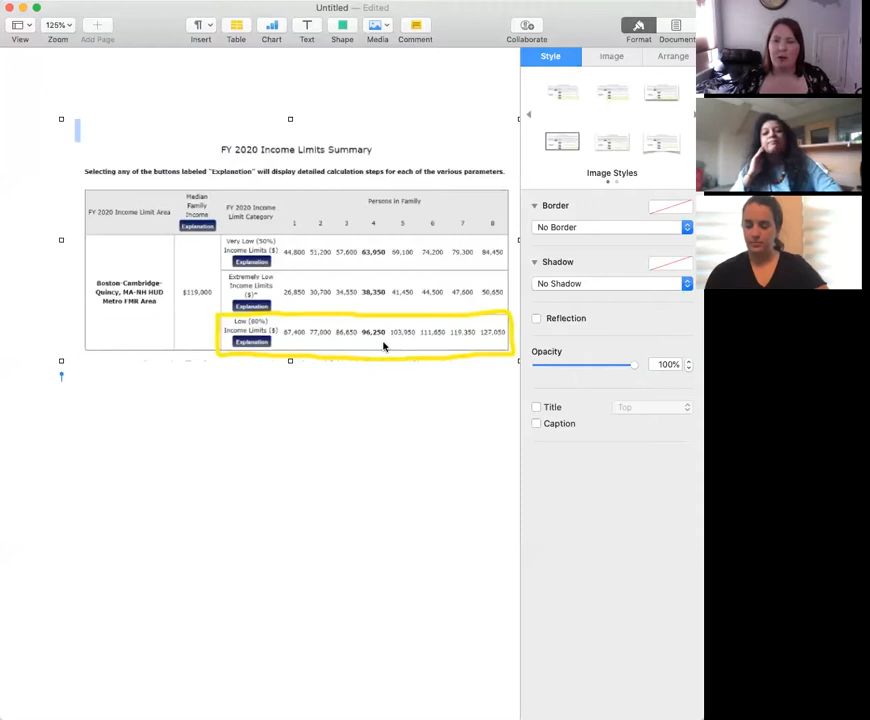 Untitled — Edited
125%
View
Zoom
Add Page
Insert
Table
Chart
Text
Shape
Media
Comment
Collaborate
Format
Document
Style
Image
Arrange
FY 2020 Income Limits Summary
Selecting any of the buttons labeled "Explanation" will display detailed calculation steps for each of the various parameters.
FY 2020 Income Limit Area
Median
Family
Income
Explanation
FY 2020 Income
Limit Category
Persons in Family
1 2 3 4 5 6 7 8
Boston-Cambridge-
Quincy, MA-NH HUD
Metro FMR Area
$119,000
Very Low (50%)
Income Limits ($)
Explanation
44,800 51,200 57,600 63,950 69,100 74,200 79,300 84,450
Extremely Low
Income Limits
($)*
Explanation
26,850 30,700 34,550 38,350 41,450 44,500 47,600 50,650
Low (80%)
Income Limits ($)
Explanation
67,400 77,000 86,650 96,250 103,950 111,650 119,350 127,050
Image Styles
Border
No Border
Shadow
No Shadow
Reflection
Opacity
100%
Title
Top
Caption